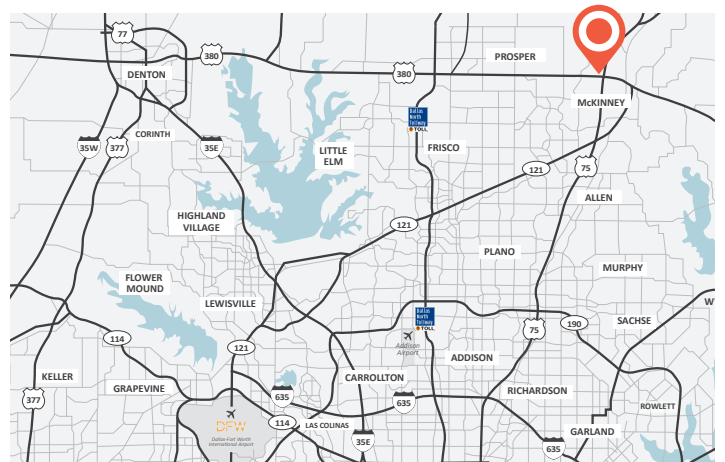 77
380
PROSPER
DENTON
380
McKINNEY
Dallas
North
Tollway
TOLL
CORINTH
35W
377
35E
LITTLE
ELM
FRISCO
121
75
ALLEN
HIGHLAND
VILLAGE
121
PLANO
FLOWER
MOUND
MURPHY
LEWISVILLE
Dallas
North
Tollway
TOLL
W
SACHSE
190
75
114
121
Addison
Airport
ADDISON
KELLER
GRAPEVINE
CARROLLTON
RICHARDSON
377
635
635
ROWLETT
DFW
Dallas-Fort Worth
International Airport
114
LAS COLINAS
35E
GARLAND
635